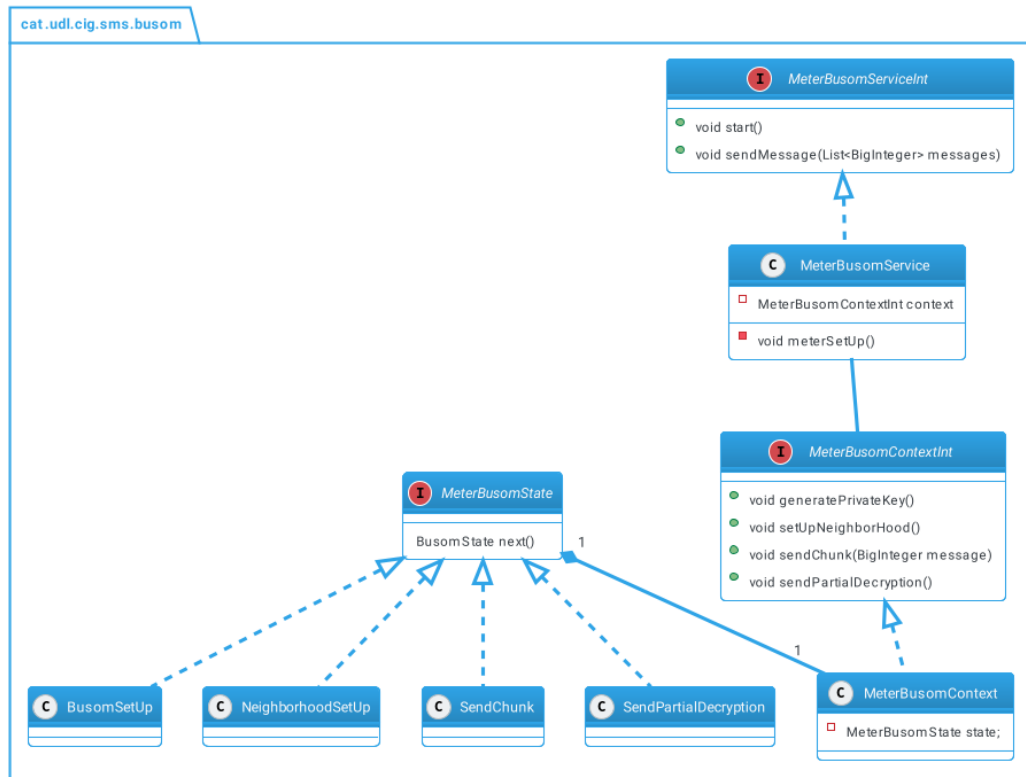 cat.udl.cig.sms.busom
I MeterBusomServiceInt
void start()
void sendMessage(List<BigInteger> messages)
C MeterBusomService
MeterBusomContextInt context
void meterSetUp()
I MeterBusomContextInt
void generatePrivateKey()
void setUpNeighborHood()
void sendChunk(BigInteger message)
void sendPartialDecryption()
I MeterBusomState
BusomState next()
1
1
C BusomSetUp
C NeighborhoodSetUp
C SendChunk
C SendPartialDecryption
C MeterBusomContext
MeterBusomState state;